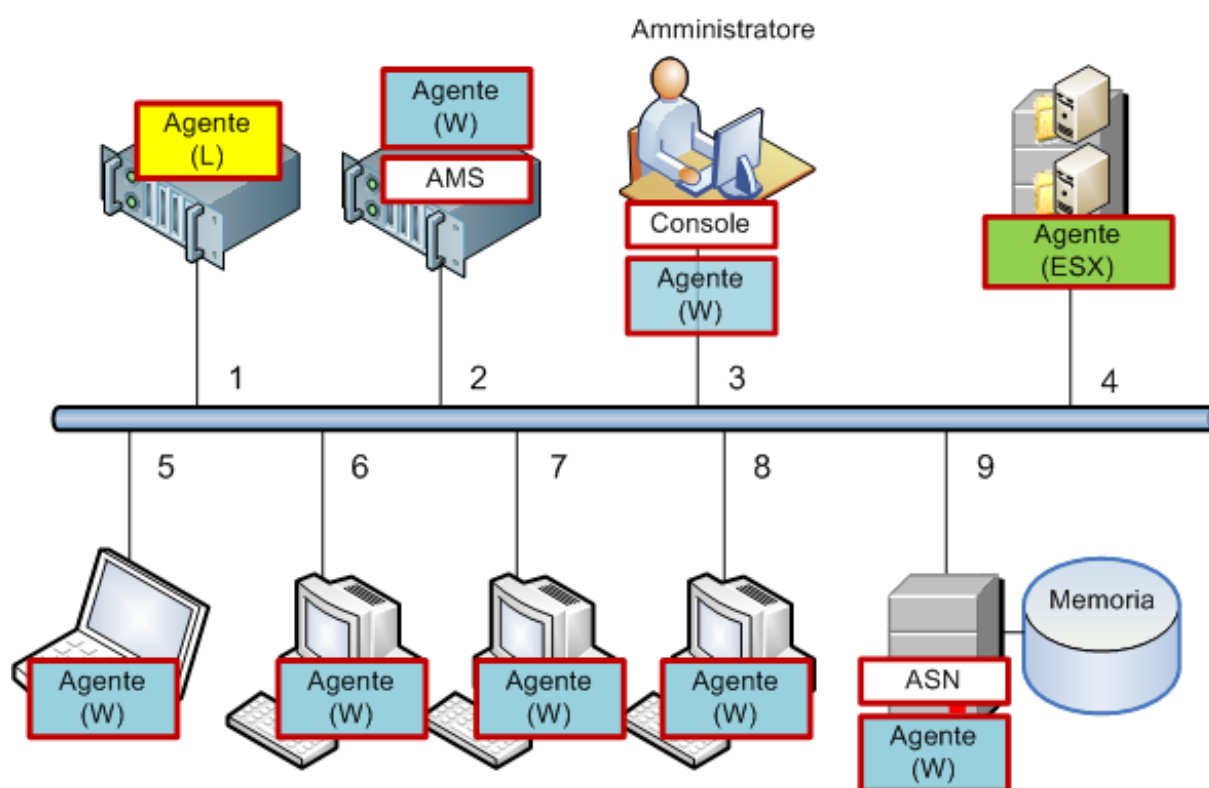 Amministratore
Agente
(L)
Agente
(W)
AMS
Console
Agente
(W)
Agente
(ESX)
1
2
3
4
5
6
7
8
9
Agente
(W)
Agente
(W)
Agente
(W)
Agente
(W)
ASN
Agente
(W)
Memoria